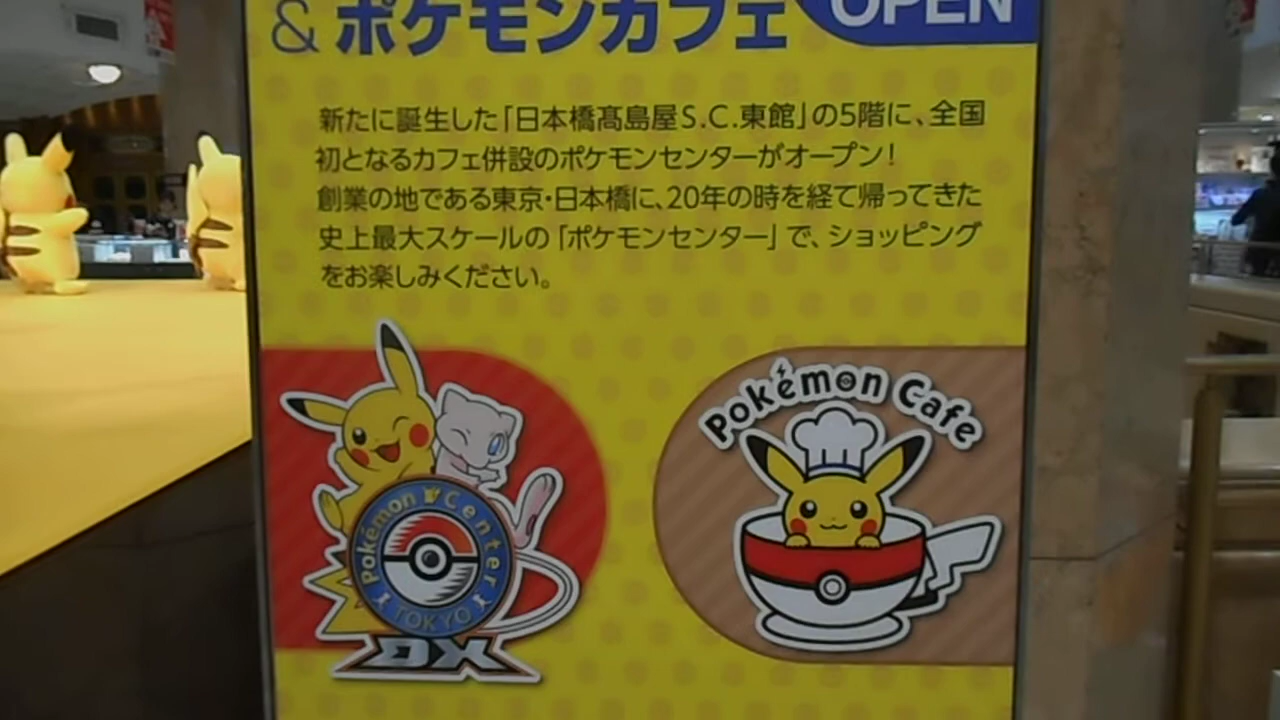 &ポケモンカフェ OPEN
新たに誕生した「日本橋髙島屋S.C.東館」の5階に、全国
初となるカフェ併設のポケモンセンターがオープン!
創業の地である東京・日本橋に、20年の時を経て帰ってきた
史上最大スケールの「ポケモンセンター」で、ショッピング
をお楽しみください。
Pokémon Center
TOKYO
DX
Pokémon Cafe